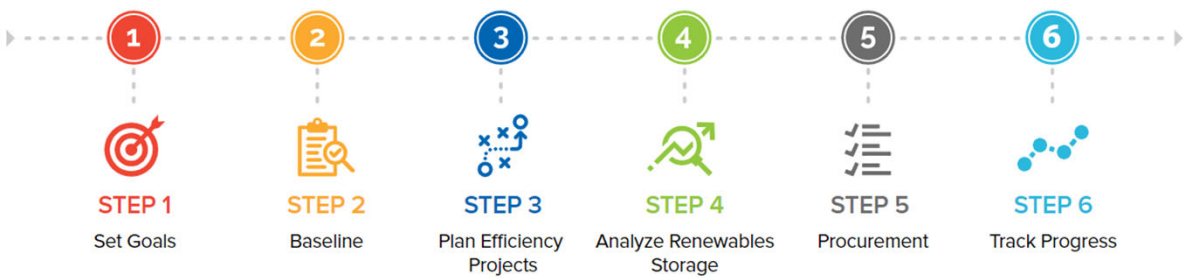 1 2 3 4 5 6
STEP 1 STEP 2 STEP 3 STEP 4 STEP 5 STEP 6
Set Goals Baseline Plan Efficiency Analyze Renewables Procurement Track Progress
Projects Storage